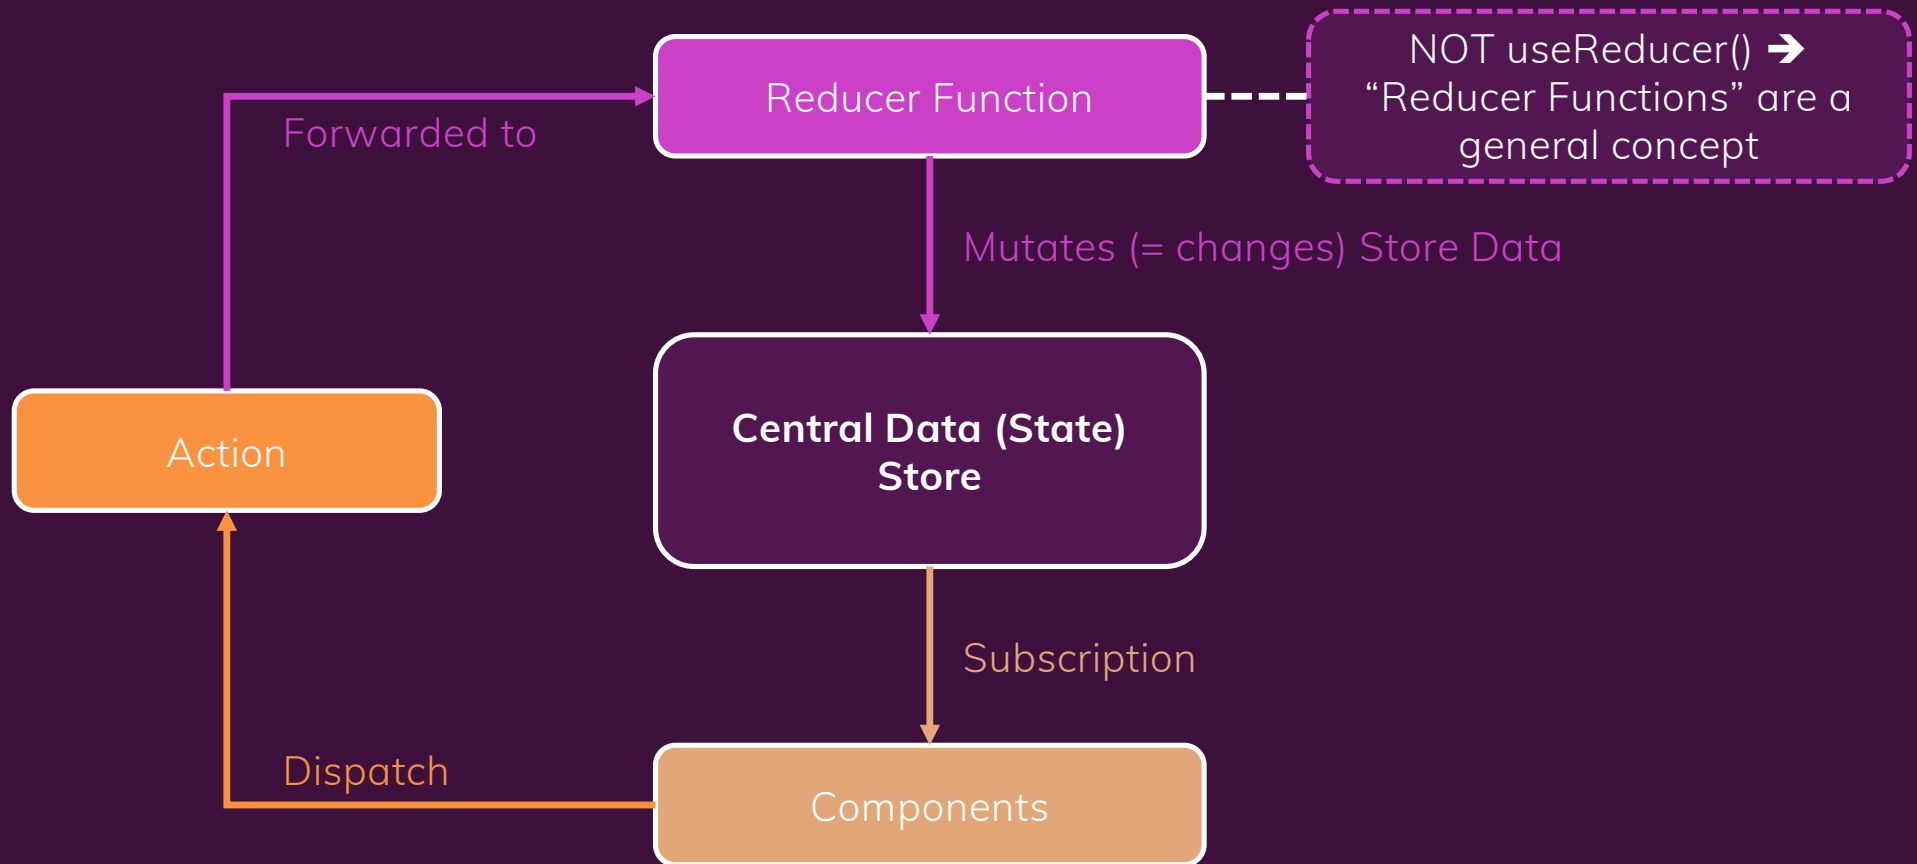 NOT useReducer() ➔
“Reducer Functions” are a
general concept
Reducer Function
Forwarded to
Mutates (= changes) Store Data
Central Data (State)
Store
Action
Subscription
Dispatch
Components